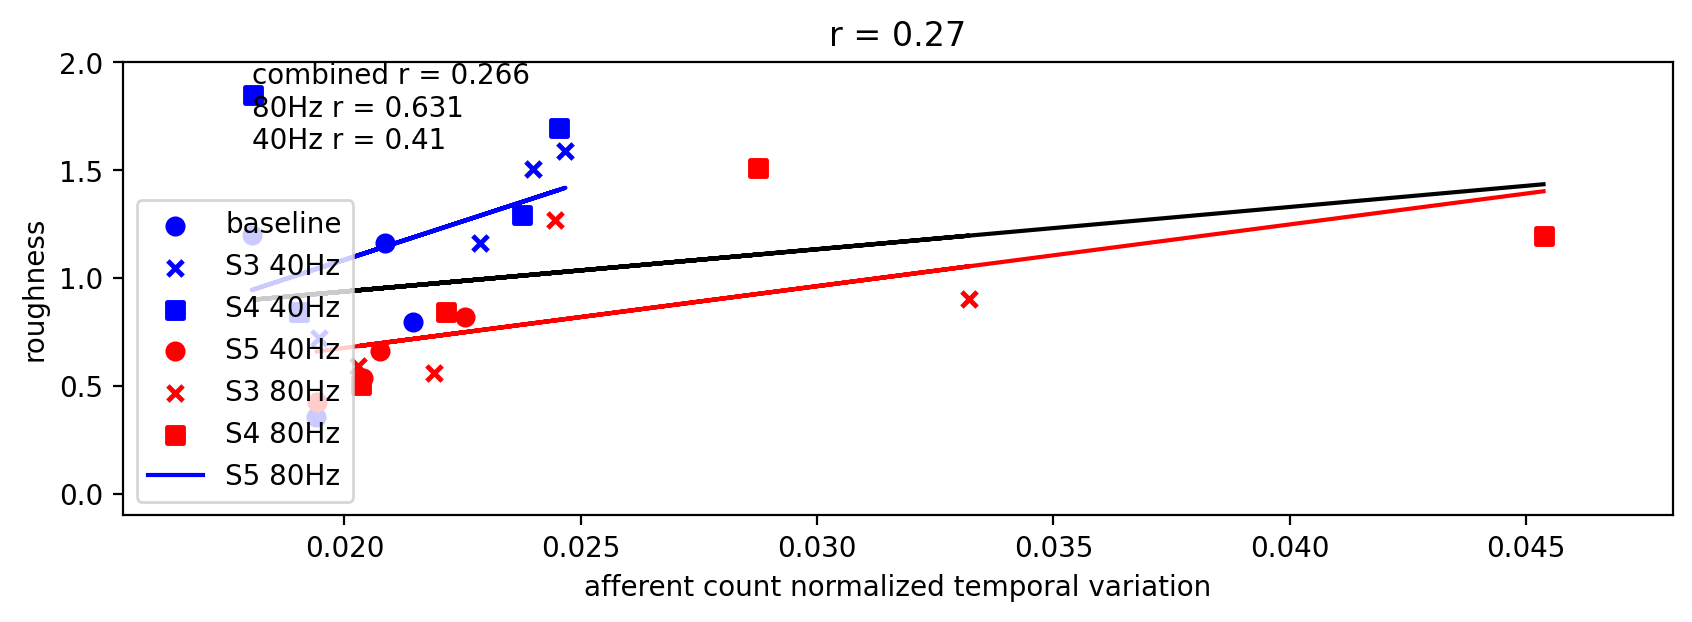 r = 0.27
combined r = 0.266
80Hz r = 0.631
40Hz r = 0.41
roughness
2.0
1.5
1.0
0.5
0.0
baseline
S3 40Hz
S4 40Hz
S5 40Hz
S3 80Hz
S4 80Hz
S5 80Hz
0.020 0.025 0.030 0.035 0.040 0.045
afferent count normalized temporal variation